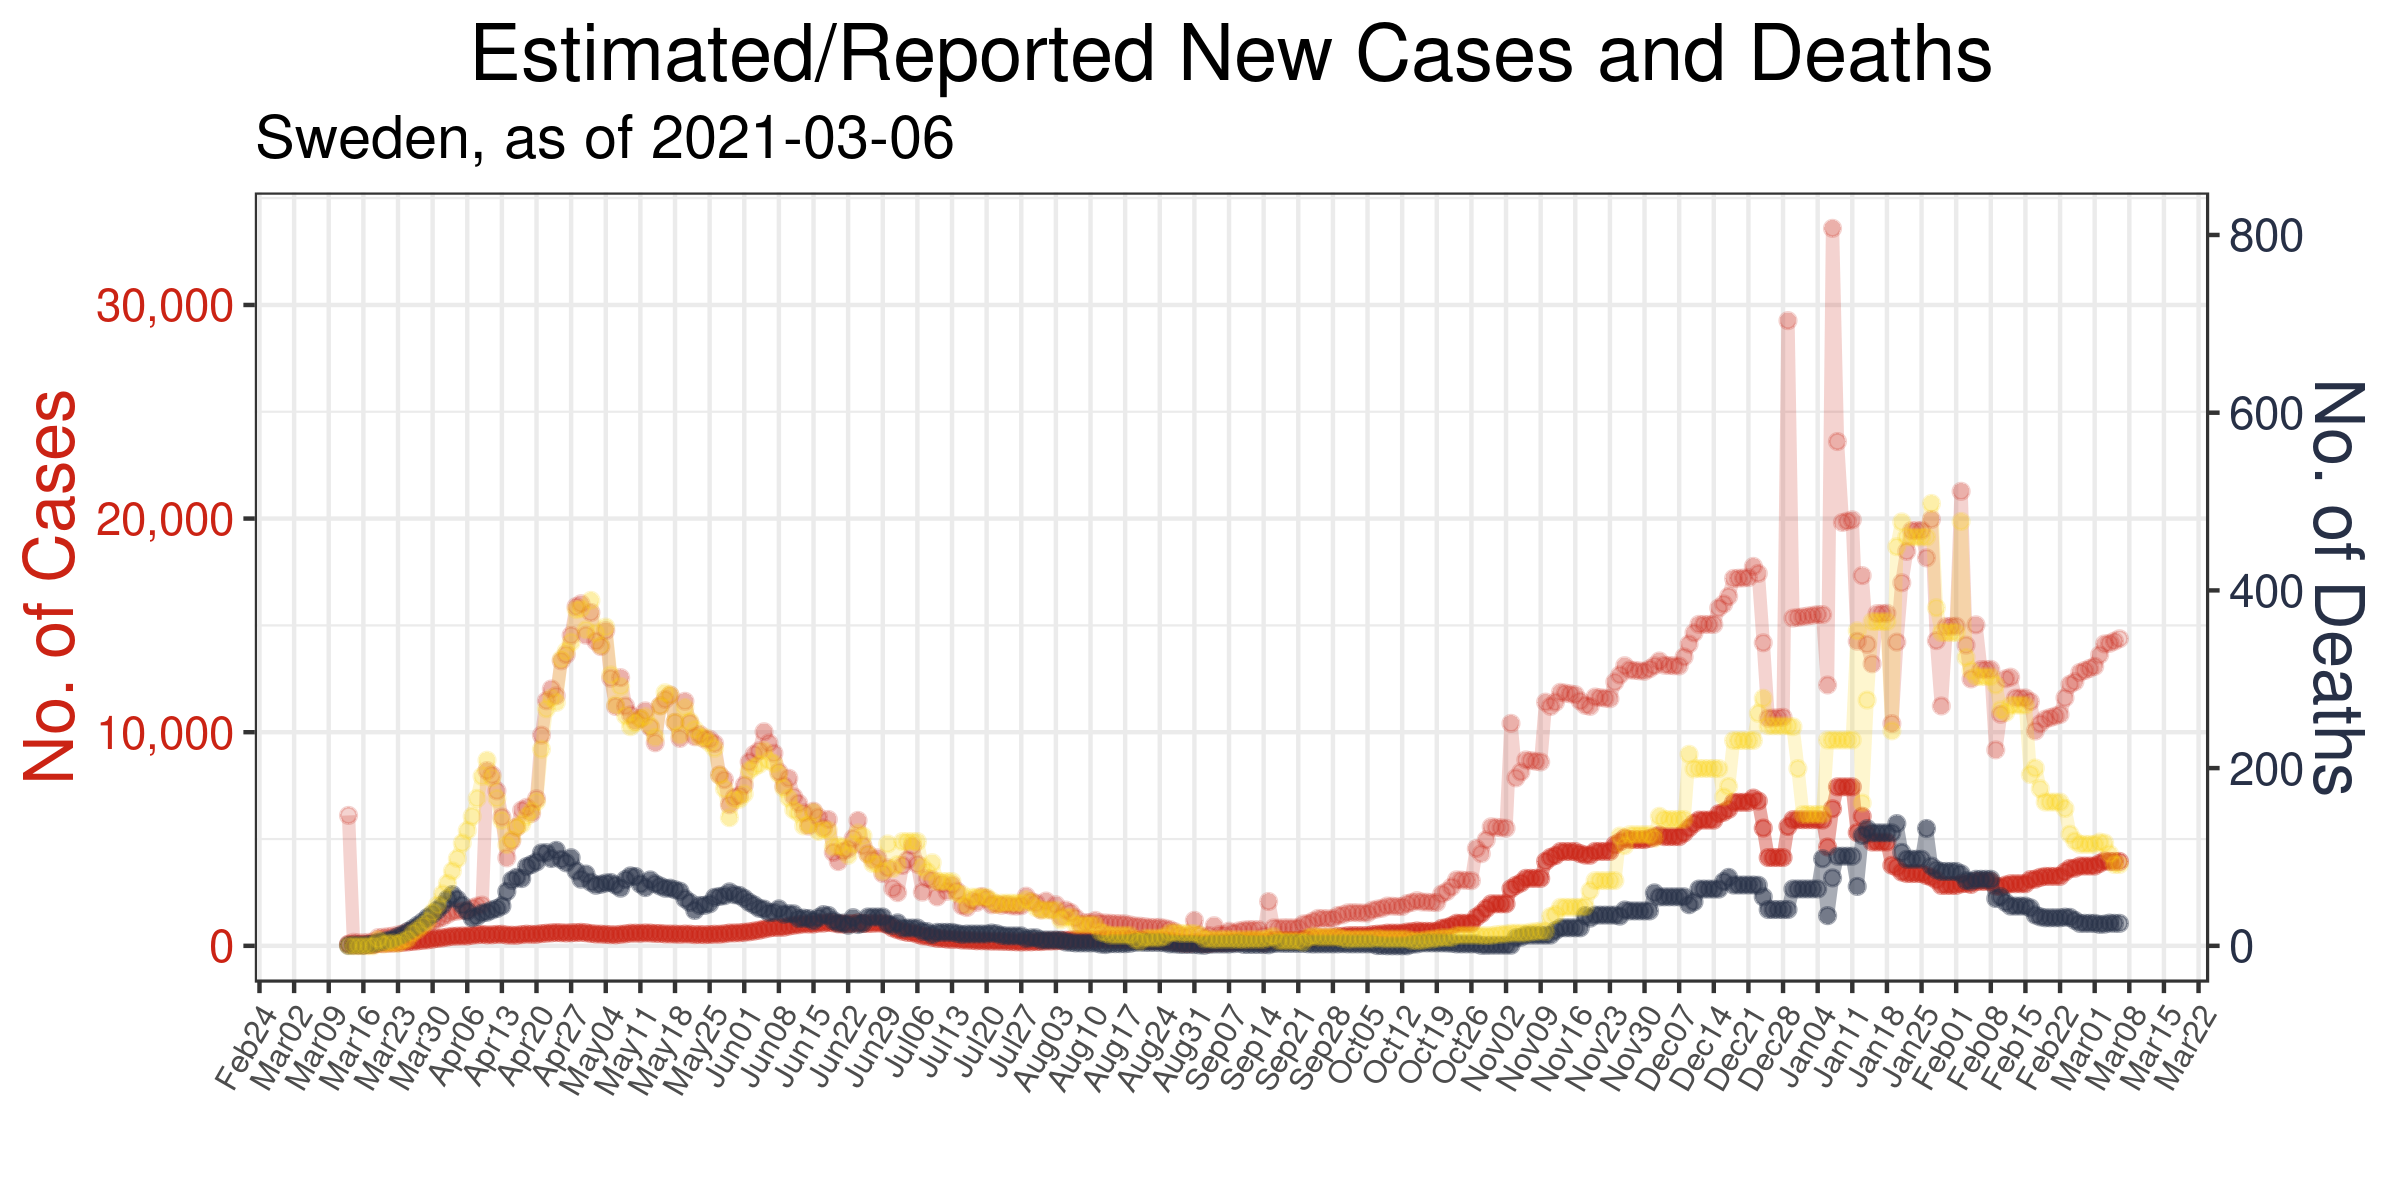 Estimated/Reported New Cases and Deaths
Sweden, as of 2021-03-06
No. of Cases
30,000
20,000
10,000
0
800
600
400
200
0
No. of Deaths
Feb24
Mar02
Mar09
Mar16
Mar23
Mar30
Apr06
Apr13
Apr20
Apr27
May04
May11
May18
May25
Jun01
Jun08
Jun15
Jun22
Jun29
Jul06
Jul13
Jul20
Jul27
Aug03
Aug10
Aug17
Aug24
Aug31
Sep07
Sep14
Sep21
Sep28
Oct05
Oct12
Oct19
Oct26
Nov02
Nov09
Nov16
Nov23
Nov30
Dec07
Dec14
Dec21
Dec28
Jan04
Jan11
Jan18
Jan25
Feb01
Feb08
Feb15
Feb22
Mar01
Mar08
Mar15
Mar22